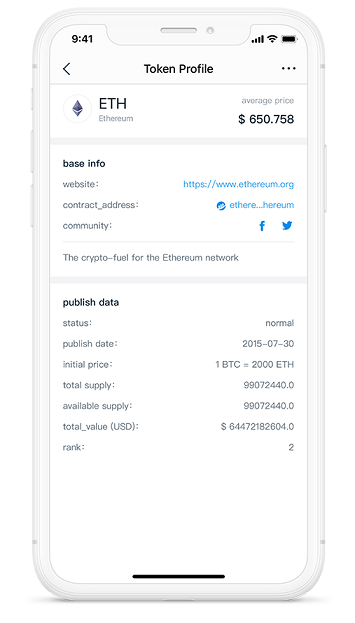 9:41
Token Profile
ETH
Ethereum
average price
$ 650.758
base info
website: https://www.ethereum.org
contract_address: ethere...hereum
community:
The crypto-fuel for the Ethereum network
publish data
status: normal
publish date: 2015-07-30
initial price: 1 BTC = 2000 ETH
total supply: 99072440.0
available supply: 99072440.0
total_value (USD): $ 64472182604.0
rank: 2